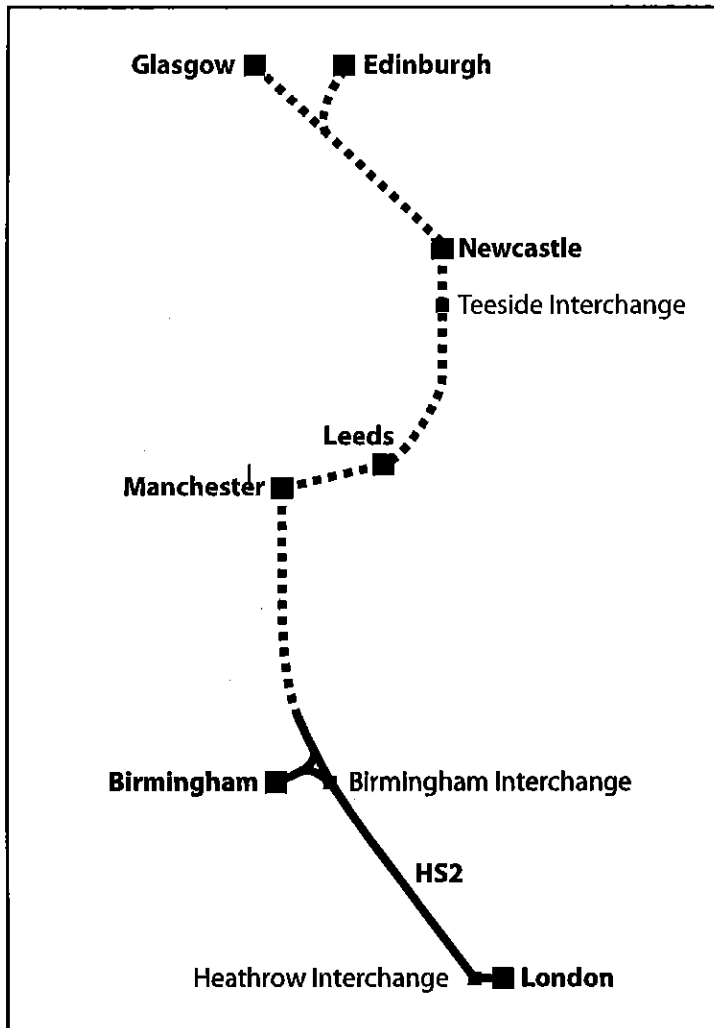 Glasgow
Edinburgh
Newcastle
Teeside Interchange
Leeds
Manchester
Birmingham
Birmingham Interchange
HS2
Heathrow Interchange
London